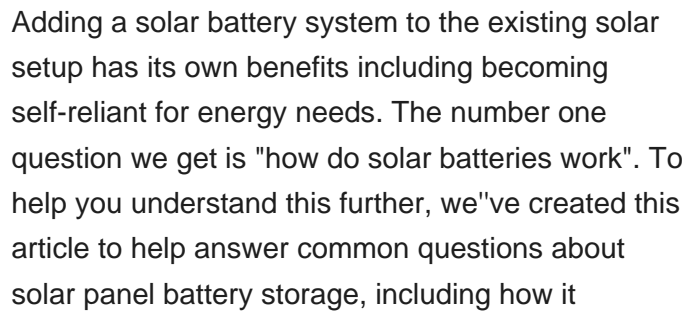 Adding a solar battery system to the existing solar
setup has its own benefits including becoming
self-reliant for energy needs. The number one
question we get is "how do solar batteries work". To
help you understand this further, we''ve created this
article to help answer common questions about
solar panel battery storage, including how it